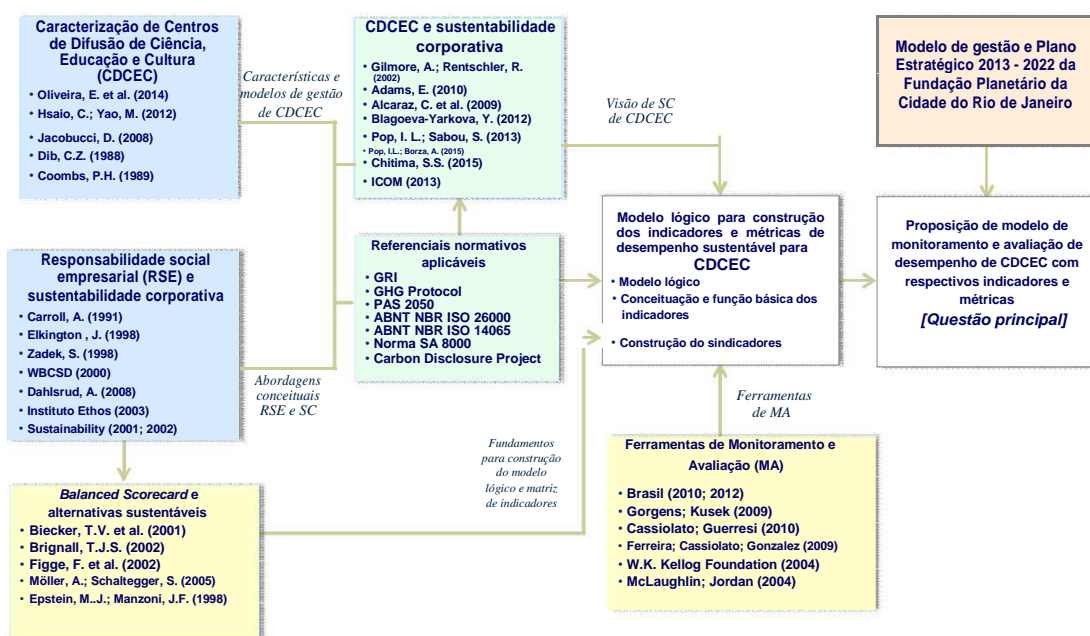 Caracterização de Centros
de Difusão de Ciência,
Educação e Cultura
(CDCEC)
• Oliveira, E. et al. (2014)
• Hsaio, C.; Yao, M. (2012)
• Jacobucci, D. (2008)
• Dib, C.Z. (1988)
• Coombs, P.H. (1989)
Características e
modelos de gestão
de CDCEC
CDCEC e sustentabilidade
corporativa
• Gilmore, A.; Rentschler, R.
(2002)
• Adams, E. (2010)
• Alcaraz, C. et al. (2009)
• Blagoeva-Yarkova, Y. (2012)
• Pop, I. L.; Sabou, S. (2013)
• Pop, I.L.; Borza, A. (2015)
• Chitima, S.S. (2015)
• ICOM (2013)
Visão de SC
de CDCEC
Modelo de gestão e Plano
Estratégico 2013 - 2022 da
Fundação Planetário da
Cidade do Rio de Janeiro
Responsabilidade social
empresarial (RSE) e
sustentabilidade corporativa
• Carroll, A. (1991)
• Elkington , J. (1998)
• Zadek, S. (1998)
• WBCSD (2000)
• Dahlsrud, A. (2008)
• Instituto Ethos (2003)
• Sustainability (2001; 2002)
Abordagens
conceituais
RSE e SC
Referenciais normativos
aplicáveis
• GRI
• GHG Protocol
• PAS 2050
• ABNT NBR ISO 26000
• ABNT NBR ISO 14065
• Norma SA 8000
• Carbon Disclosure Project
Modelo lógico para construção
dos indicadores e métricas de
desempenho sustentável para
CDCEC
• Modelo lógico
• Conceituação e função básica dos
indicadores
• Construção do sindicadores
Proposição de modelo de
monitoramento e avaliação de
desempenho de CDCEC com
respectivos indicadores e
métricas
[Questão principal]
Ferramentas
de MA
Fundamentos
para construção
do modelo
lógico e matriz
de indicadores
Balanced Scorecard e
alternativas sustentáveis
• Biecker, T.V. et al. (2001)
• Brignall, T.J.S. (2002)
• Figge, F. et al. (2002)
• Möller, A.; Schaltegger, S. (2005)
• Epstein, M..J.; Manzoni, J.F. (1998)
Ferramentas de Monitoramento e
Avaliação (MA)
• Brasil (2010; 2012)
• Gorgens; Kusek (2009)
• Cassiolato; Guerresi (2010)
• Ferreira; Cassiolato; Gonzalez (2009)
• W.K. Kellog Foundation (2004)
• McLaughlin; Jordan (2004)